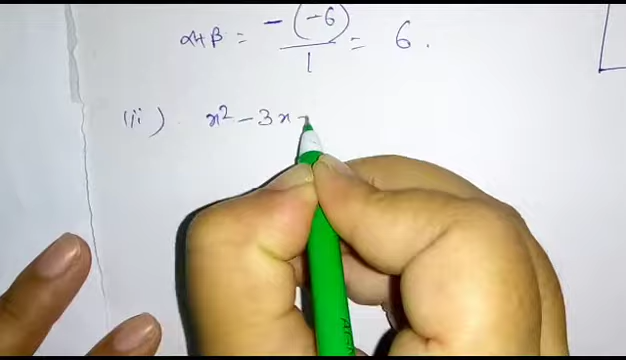 α+β = -(-6)/1 = 6.
(ii) x² - 3x -